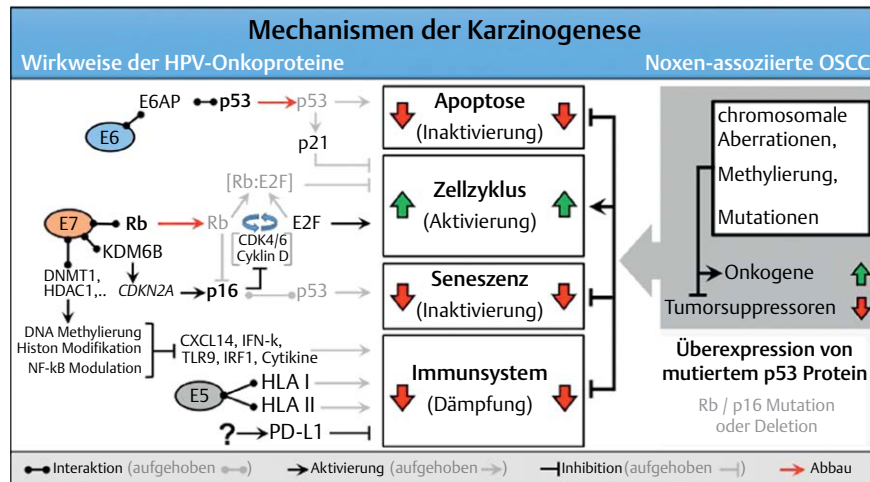 Mechanismen der Karzinogenese
Wirkweise der HPV-Onkoproteine
Noxen-assoziierte OSCC
E6AP
p53
p53
E6
p21
Apoptose
(Inaktivierung)
[Rb:E2F]
Zellzyklus
(Aktivierung)
E7
Rb
Rb
E2F
CDK4/6
Cyklin D
KDM6B
DNMT1,
HDAC1,..
CDKN2A
p16
p53
Seneszenz
(Inaktivierung)
DNA Methylierung
Histon Modifikation
NF-kB Modulation
CXCL14, IFN-k,
TLR9, IRF1, Cytikine
E5
HLA I
HLA II
? PD-L1
Immunsystem
(Dämpfung)
chromosomale
Aberrationen,
Methylierung,
Mutationen
Onkogene
Tumorsuppressoren
Überexpression von
mutiertem p53 Protein
Rb / p16 Mutation
oder Deletion
Interaktion (aufgehoben ) Aktivierung (aufgehoben ) Inhibition (aufgehoben ) Abbau